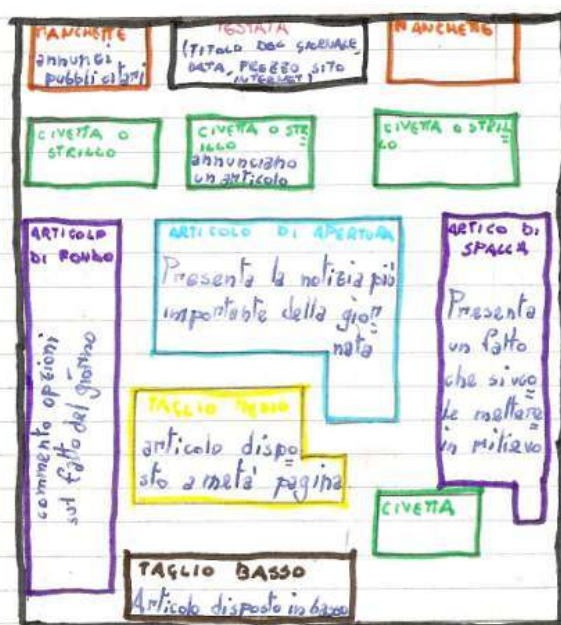 MANCHETTE
annunci
pubblicitari
TESTATA
(TITOLO DEL GIORNALE,
DATA, PREZZO SITO
INTERNET)
MANCHETTE
CIVETTA O
STRILLO
CIVETTA O STR=
ILLO
annunciano
un articolo
CIVETTA O STRIL=
LO
ARTICOLO
DI FONDO
commento opzioni
sul fatto del giorno
ARTICOLO DI APERTURA
Presenta la notizia più
importante della gior=
nata
ARTICO DI
SPALLA
Presenta
un fatto
che si vuo=
le mettere
in rilievo
TAGLIO MEDIO
articolo dispo=
sto a metà pagina
CIVETTA
TAGLIO BASSO
Articolo disposto in basso